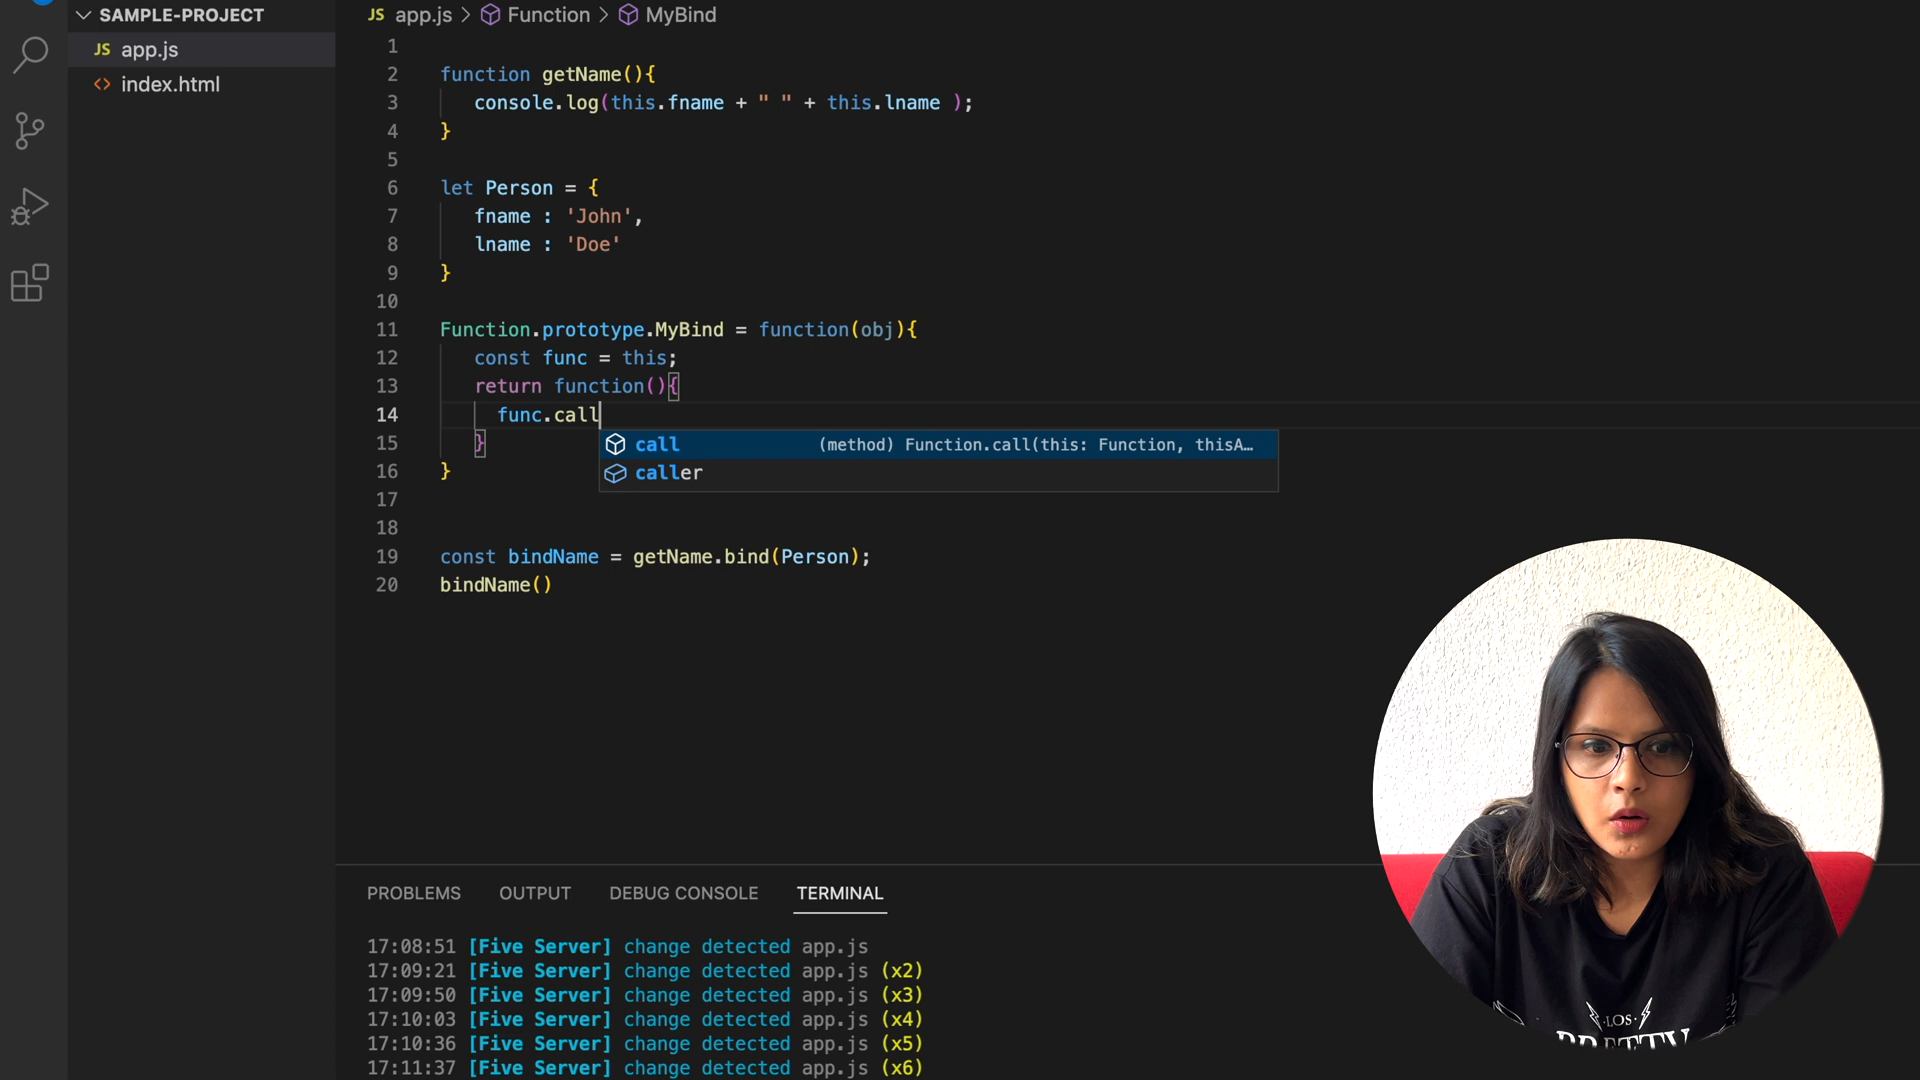 SAMPLE-PROJECT
JS app.js
<> index.html
JS app.js > Function > MyBind
1
2 function getName(){
3 console.log(this.fname + " " + this.lname );
4 }
5
6 let Person = {
7 fname : 'John',
8 lname : 'Doe'
9 }
10
11 Function.prototype.MyBind = function(obj){
12 const func = this;
13 return function(){
14 func.call
15 }
16 }
17
18
19 const bindName = getName.bind(Person);
20 bindName()
call (method) Function.call(this: Function, thisA…
caller
PROBLEMS OUTPUT DEBUG CONSOLE TERMINAL
17:08:51 [Five Server] change detected app.js
17:09:21 [Five Server] change detected app.js (x2)
17:09:50 [Five Server] change detected app.js (x3)
17:10:03 [Five Server] change detected app.js (x4)
17:10:36 [Five Server] change detected app.js (x5)
17:11:37 [Five Server] change detected app.js (x6)
LOS
PRETTY